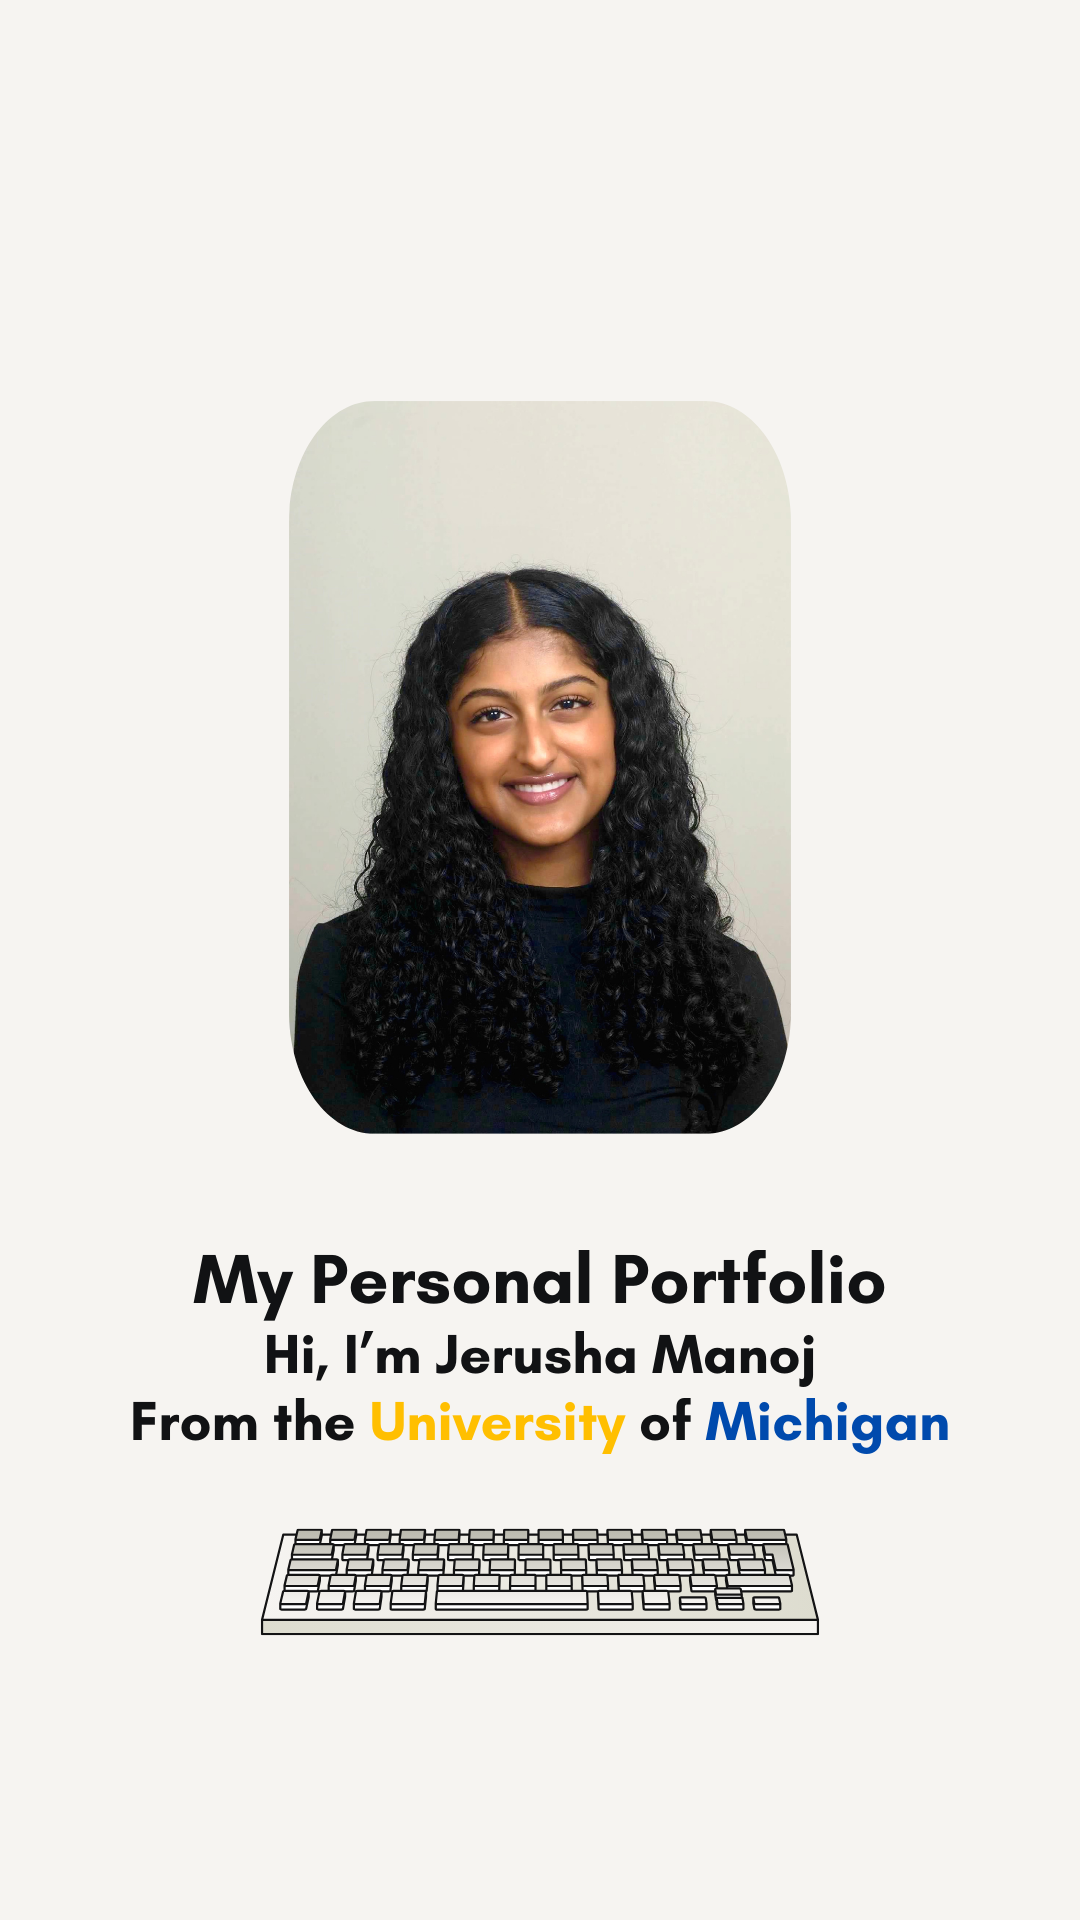 My Personal Portfolio
Hi, I’m Jerusha Manoj
From the University of Michigan